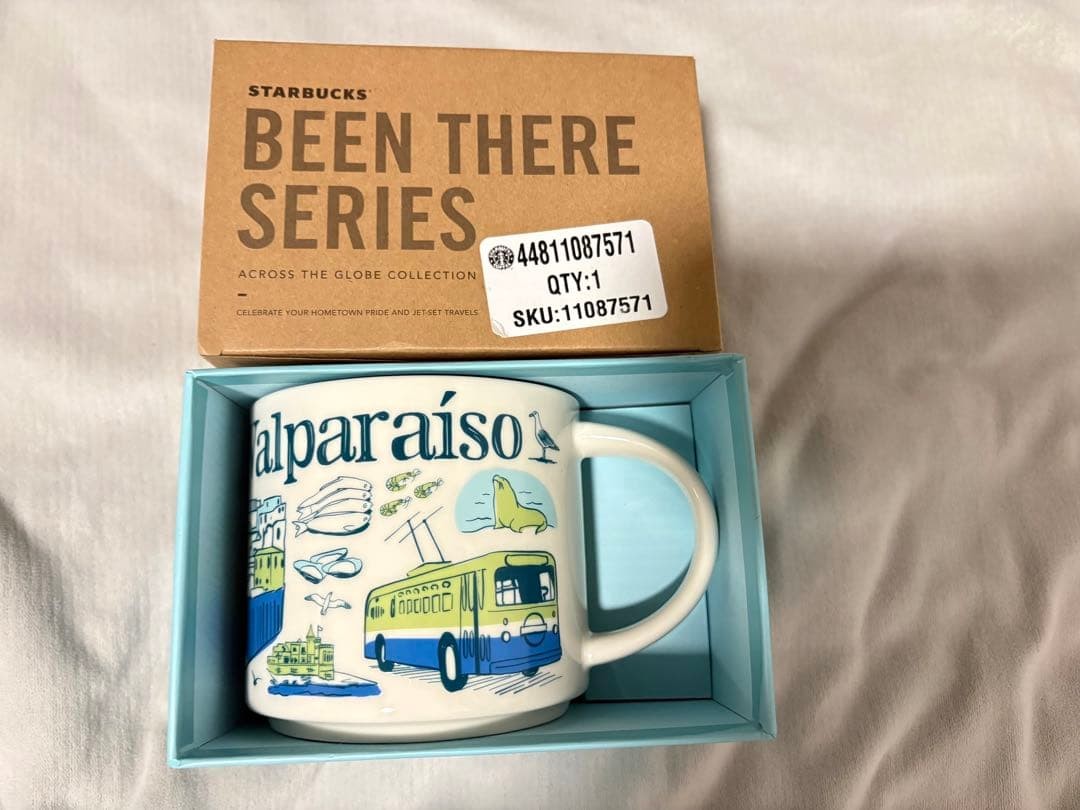 STARBUCKS
BEEN THERE
SERIES
ACROSS THE GLOBE COLLECTION
CELEBRATE YOUR HOMETOWN PRIDE AND JET-SET TRAVELS
44811087571
QTY:1
SKU:11087571
alparaíso